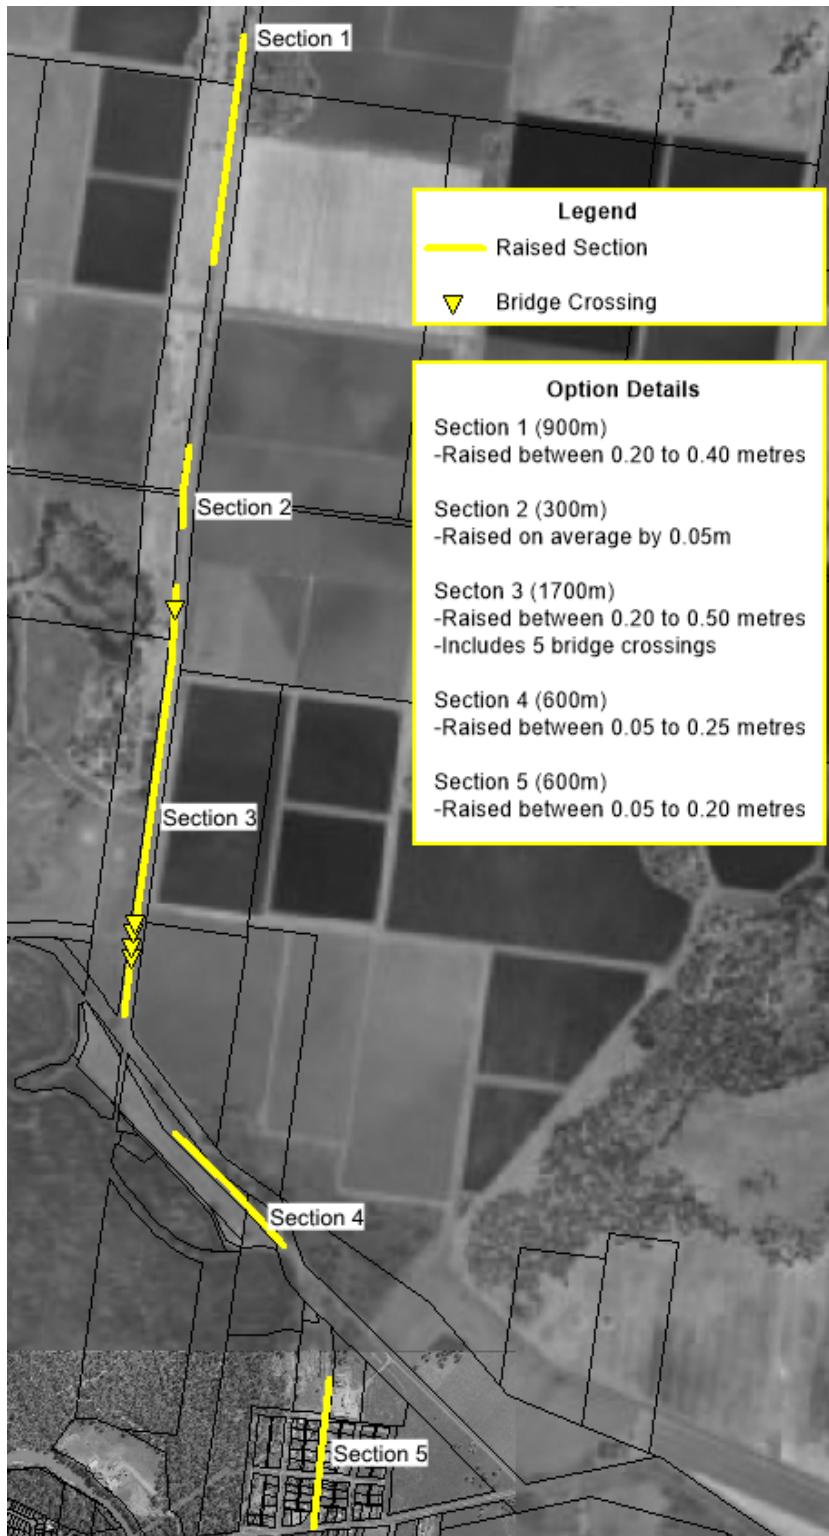 Section 1
Legend
Raised Section
Bridge Crossing
Option Details
Section 1 (900m)
-Raised between 0.20 to 0.40 metres
Section 2 (300m)
-Raised on average by 0.05m
Secton 3 (1700m)
-Raised between 0.20 to 0.50 metres
-Includes 5 bridge crossings
Section 4 (600m)
-Raised between 0.05 to 0.25 metres
Section 5 (600m)
-Raised between 0.05 to 0.20 metres
Section 2
Section 3
Section 4
Section 5